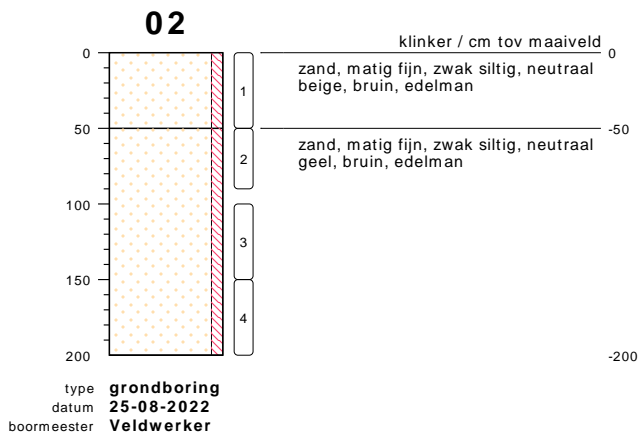 02
klinker / cm tov maaiveld
0
0
zand, matig fijn, zwak siltig, neutraal
beige, bruin, edelman
1
50
-50
zand, matig fijn, zwak siltig, neutraal
geel, bruin, edelman
2
100
3
150
4
200
-200
type grondboring
datum 25-08-2022
boormeester Veldwerker